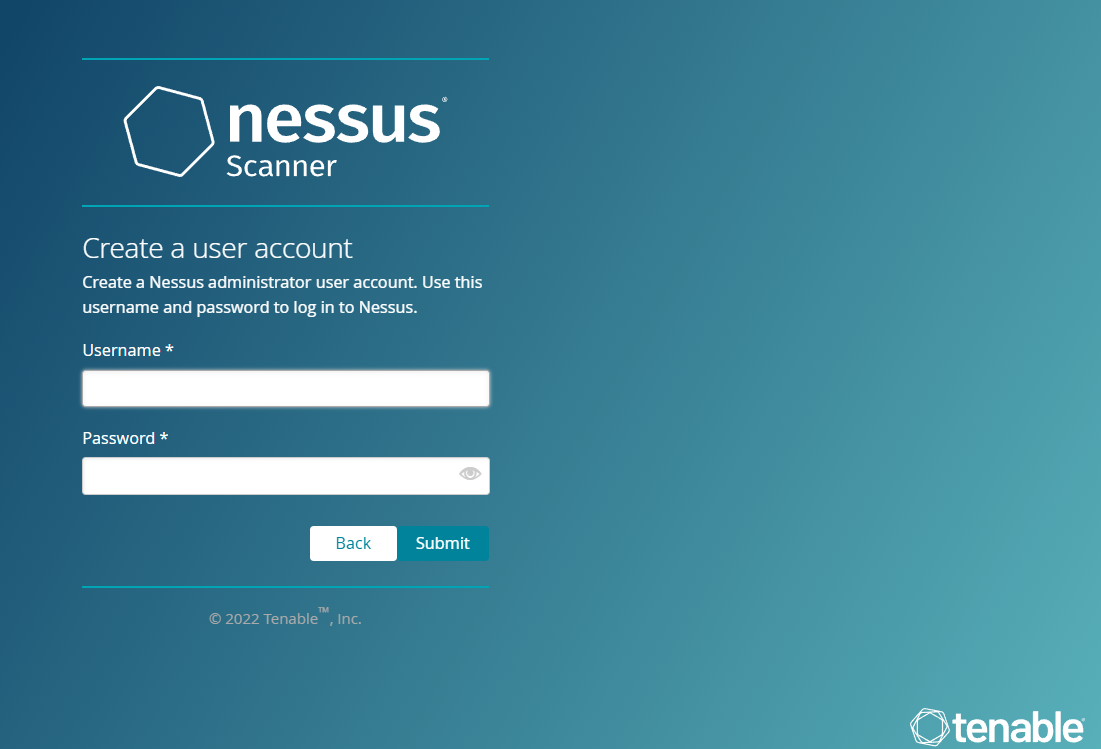 nessus®
Scanner
Create a user account
Create a Nessus administrator user account. Use this
username and password to log in to Nessus.
Username *
Password *
Back Submit
© 2022 Tenable™, Inc.
tenable®